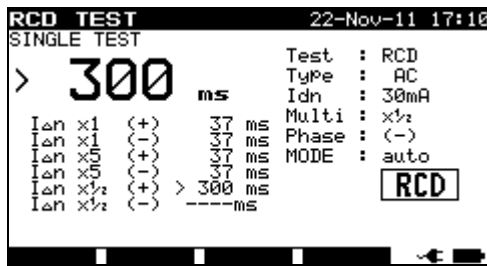 RCD TEST 22-Nov-11 17:10
SINGLE TEST
> 300 ms
IΔn x1 (+) 37 ms
IΔn x1 (-) 37 ms
IΔn x5 (+) 37 ms
IΔn x5 (-) 37 ms
IΔn x½ (+) > 300 ms
IΔn x½ (-) ----ms
Test : RCD
Type : AC
Idn : 30mA
Multi : x½
Phase : (-)
MODE : auto
RCD